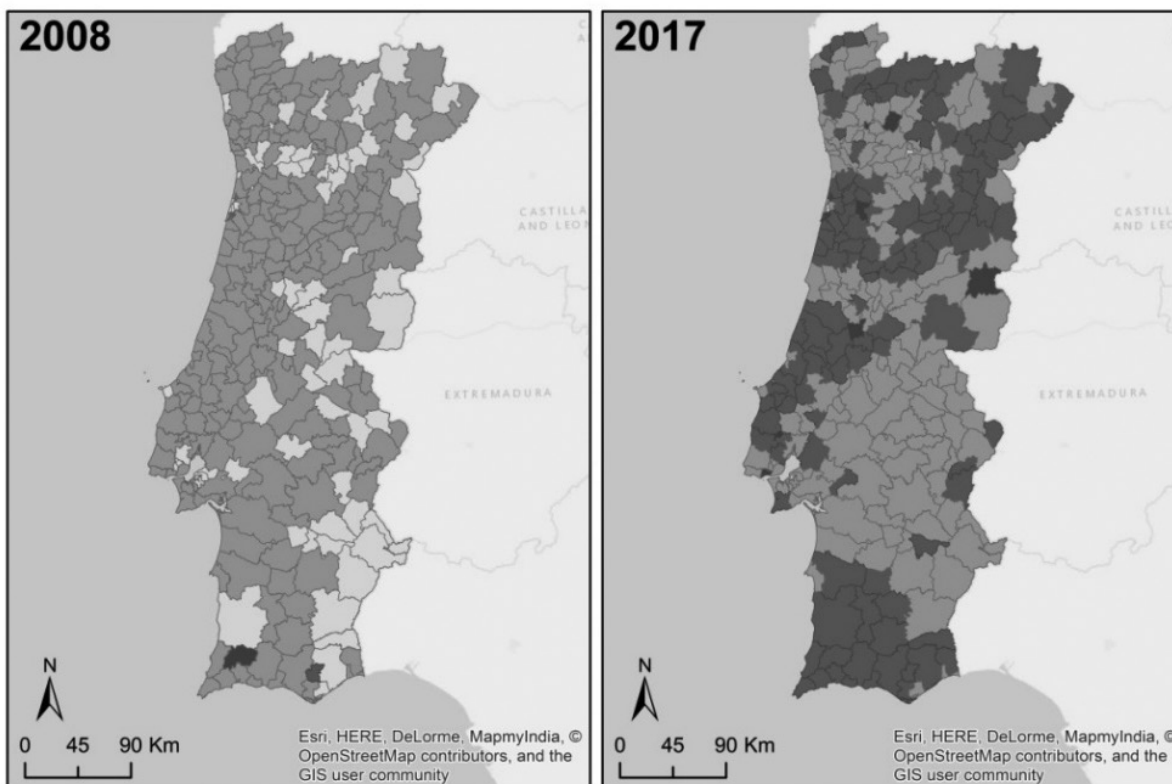 2008
CASTILLA
AND LEON
EXTREMADURA
N
0 45 90 Km
Esri, HERE, DeLorme, MapmyIndia, ©
OpenStreetMap contributors, and the
GIS user community
2017
CASTILL
AND LEO
EXTREMADURA
N
0 45 90 Km
Esri, HERE, DeLorme, MapmyIndia, ©
OpenStreetMap contributors, and the
GIS user community